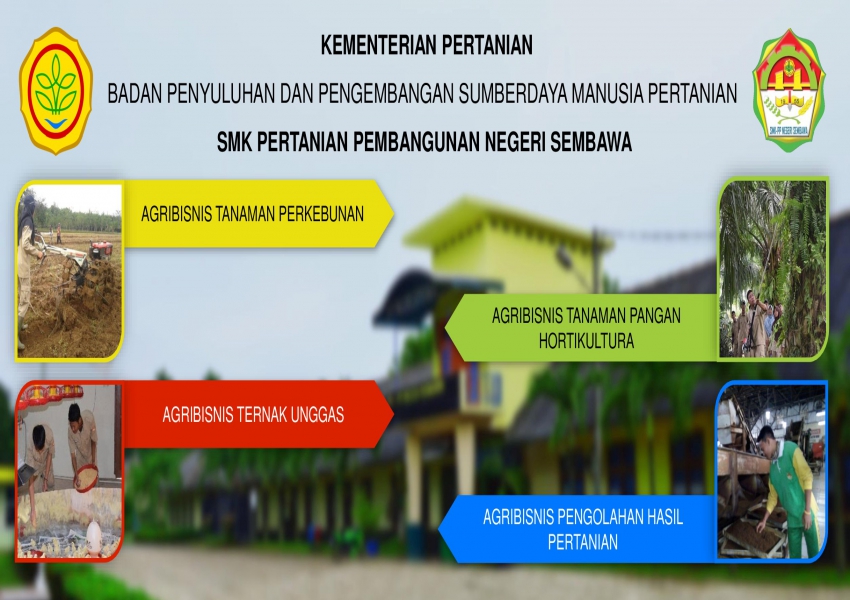 KEMENTERIAN PERTANIAN
BADAN PENYULUHAN DAN PENGEMBANGAN SUMBERDAYA MANUSIA PERTANIAN
SMK PERTANIAN PEMBANGUNAN NEGERI SEMBAWA
SMK-PP NEGERI SEMBAWA
AGRIBISNIS TANAMAN PERKEBUNAN
AGRIBISNIS TANAMAN PANGAN
HORTIKULTURA
AGRIBISNIS TERNAK UNGGAS
AGRIBISNIS PENGOLAHAN HASIL
PERTANIAN